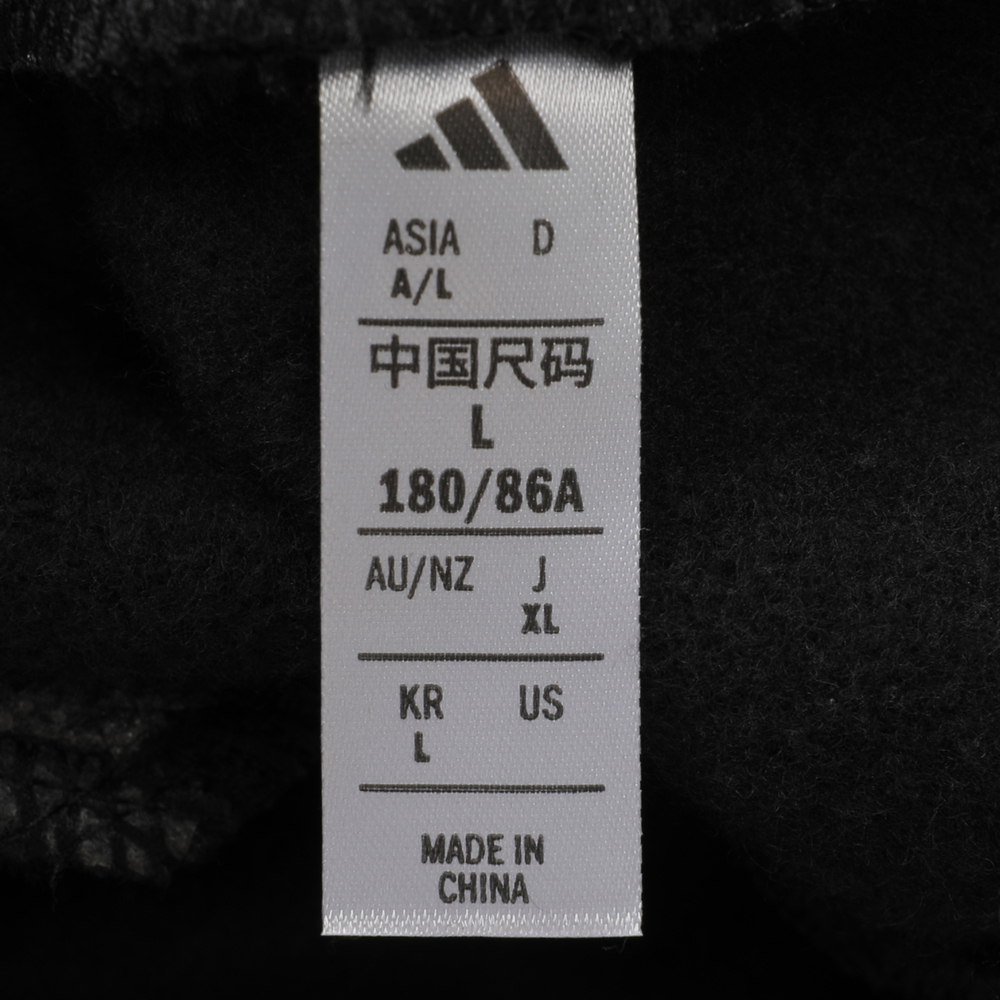 ASIA D
A/L
中国尺码
L
180/86A
AU/NZ J
XL
KR US
L
MADE IN
CHINA